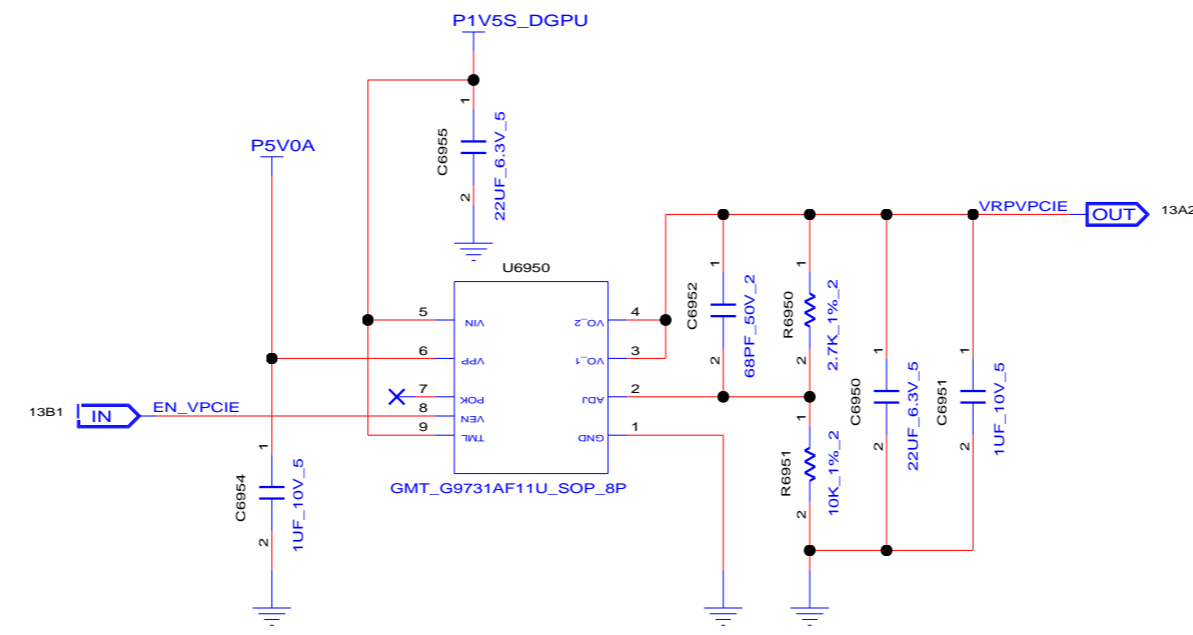 P1V5S_DGPU
P5V0A
1
C6955
22UF_6.3V_5
2
VRPVPCIE
OUT
13A2
U6950
5
VIN
VO_2
4
6
VPP
VO_1
3
7
POK
ADJ
2
8
VEN
9
TML
GND
1
GMT_G9731AF11U_SOP_8P
13B1
IN
EN_VPCIE
1
C6954
1UF_10V_5
2
1
C6952
68PF_50V_2
2
1
R6950
2.7K_1%_2
2
1
R6951
10K_1%_2
2
1
C6950
22UF_6.3V_5
2
1
C6951
1UF_10V_5
2